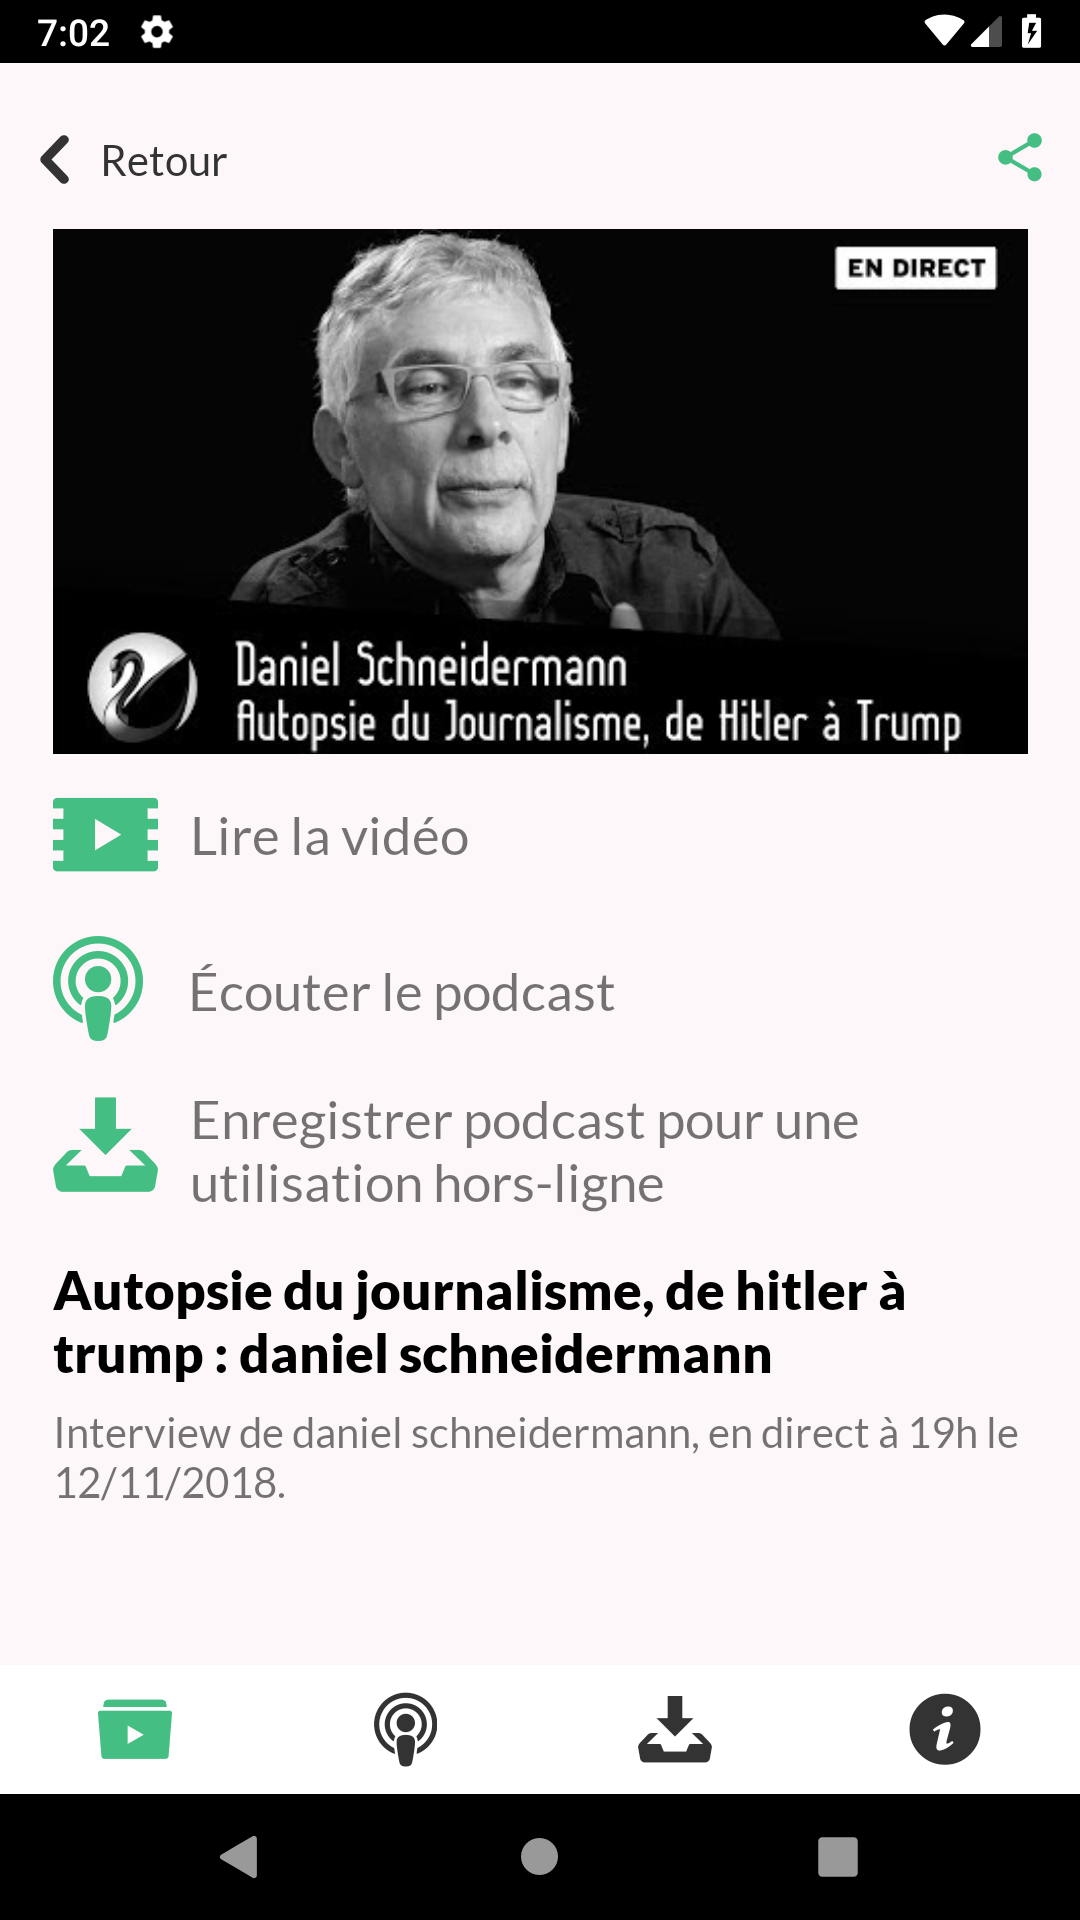 7:02
Retour
EN DIRECT
Daniel Schneidermann
Autopsie du Journalisme, de Hitler à Trump
Lire la vidéo
Écouter le podcast
Enregistrer podcast pour une
utilisation hors-ligne
Autopsie du journalisme, de hitler à
trump : daniel schneidermann
Interview de daniel schneidermann, en direct à 19h le
12/11/2018.